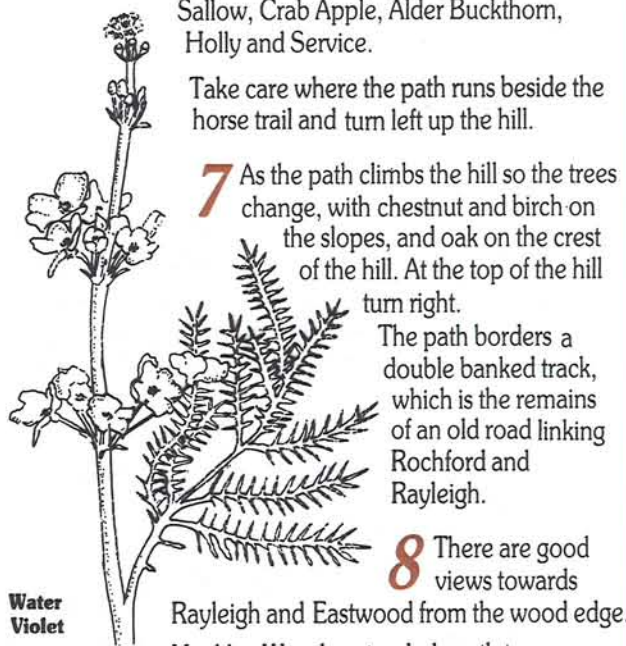 Sallow, Crab Apple, Alder Buckthorn,
Holly and Service.
Take care where the path runs beside the
horse trail and turn left up the hill.
7 As the path climbs the hill so the trees
change, with chestnut and birch on
the slopes, and oak on the crest
of the hill. At the top of the hill
turn right.
The path borders a
double banked track,
which is the remains
of an old road linking
Rochford and
Rayleigh.
8 There are good
views towards
Rayleigh and Eastwood from the wood edge.
Water
Violet